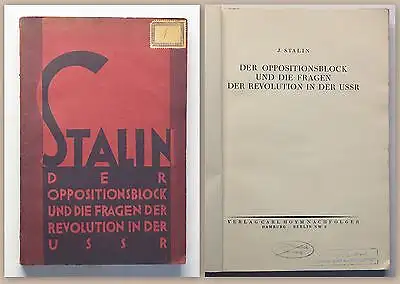 STALIN
DER
OPPOSITIONSBLOCK
UND DIE FRAGEN DER
REVOLUTION IN DER
USSR
J. STALIN
DER OPPOSITIONSBLOCK
UND DIE FRAGEN
DER REVOLUTION IN DER USSR
VERLAG CARL HOYM NACHFOLGER
HAMBURG - BERLIN NW 6